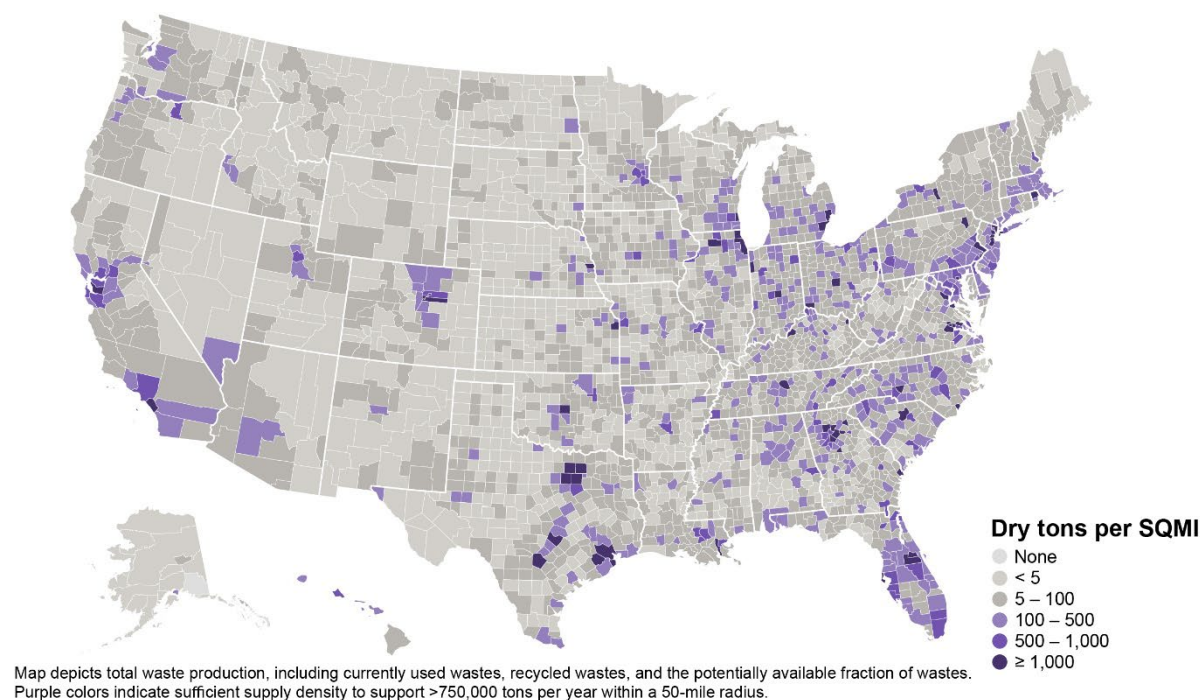 Dry tons per SQMI
None
< 5
5 – 100
100 – 500
500 – 1,000
≥ 1,000
Map depicts total waste production, including currently used wastes, recycled wastes, and the potentially available fraction of wastes.
Purple colors indicate sufficient supply density to support >750,000 tons per year within a 50-mile radius.